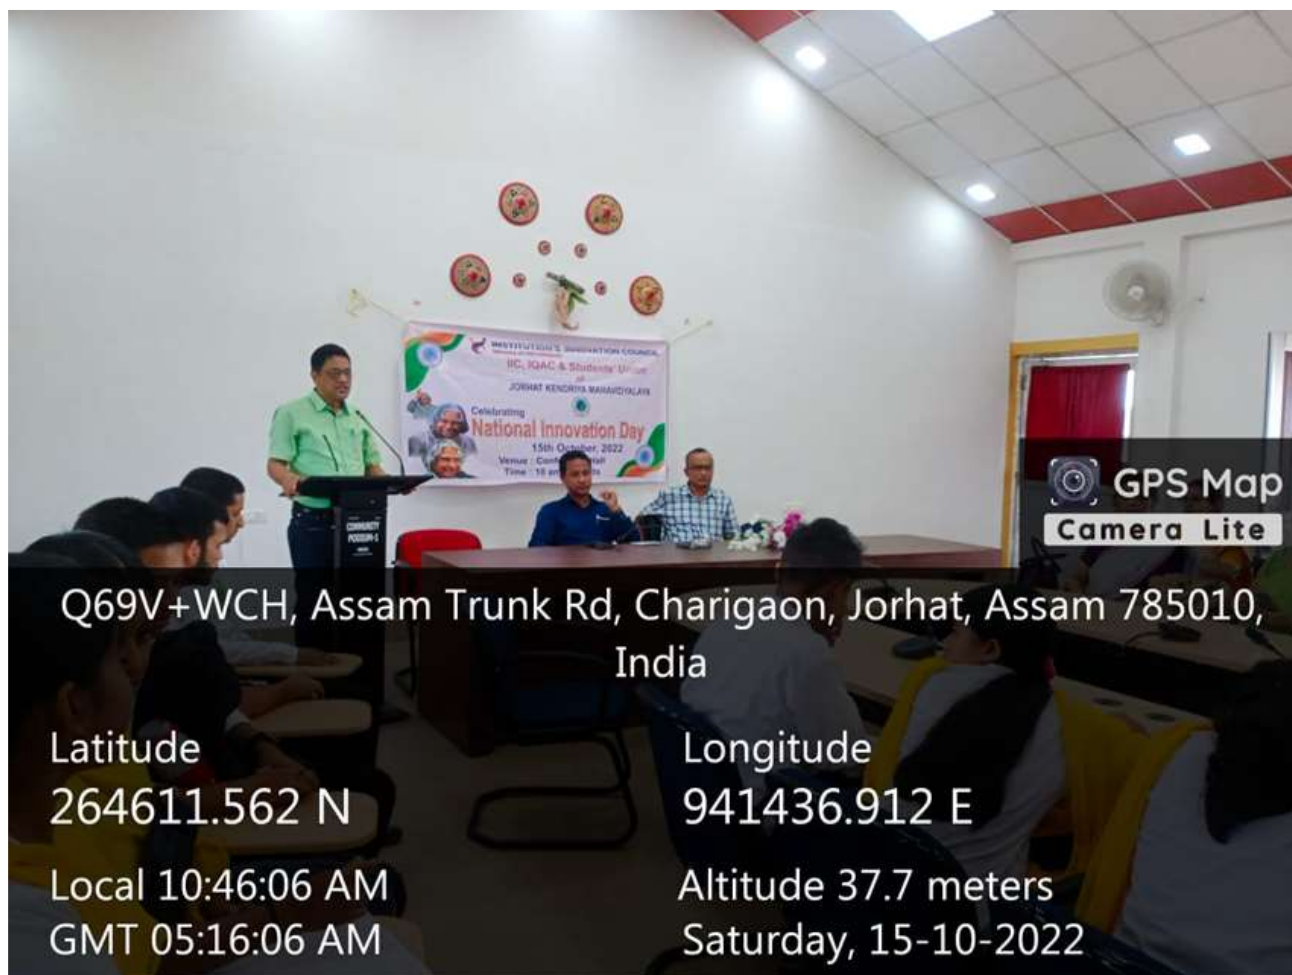 INSTITUTION'S INNOVATION COUNCIL
IIC, IQAC & Students' Union
of
JORHAT KENDRIYA MAHAVIDYALAYA
Celebrating
National Innovation Day
15th October, 2022
Venue :
Time : 10
COMMUNITY
PODIUM-1
GPS Map
Camera Lite
Q69V+WCH, Assam Trunk Rd, Charigaon, Jorhat, Assam 785010,
India
Latitude
264611.562 N
Longitude
941436.912 E
Local 10:46:06 AM
GMT 05:16:06 AM
Altitude 37.7 meters
Saturday, 15-10-2022